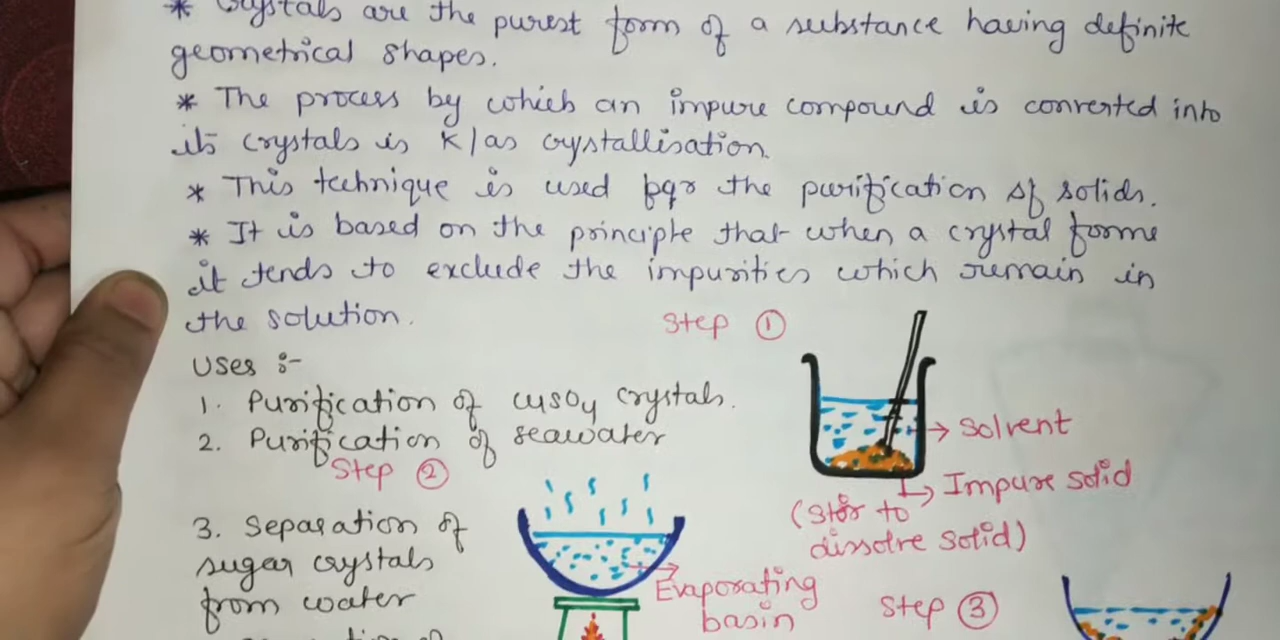 * Crystals are the purest form of a substance having definite
geometrical shapes.
* The process by which an impure compound is converted into
its crystals is K/as crystallisation.
* This technique is used for the purification of solids.
* It is based on the principle that when a crystal forms
it tends to exclude the impurities which remain in
the solution.
Step ①
Uses :-
1. Purification of CuSO4 crystals.
2. Purification of seawater
→ Solvent
→ Impure solid
(Stir to
dissolve solid)
Step ②
3. Separation of
sugar crystals
from water
Evaporating
basin
Step ③
of